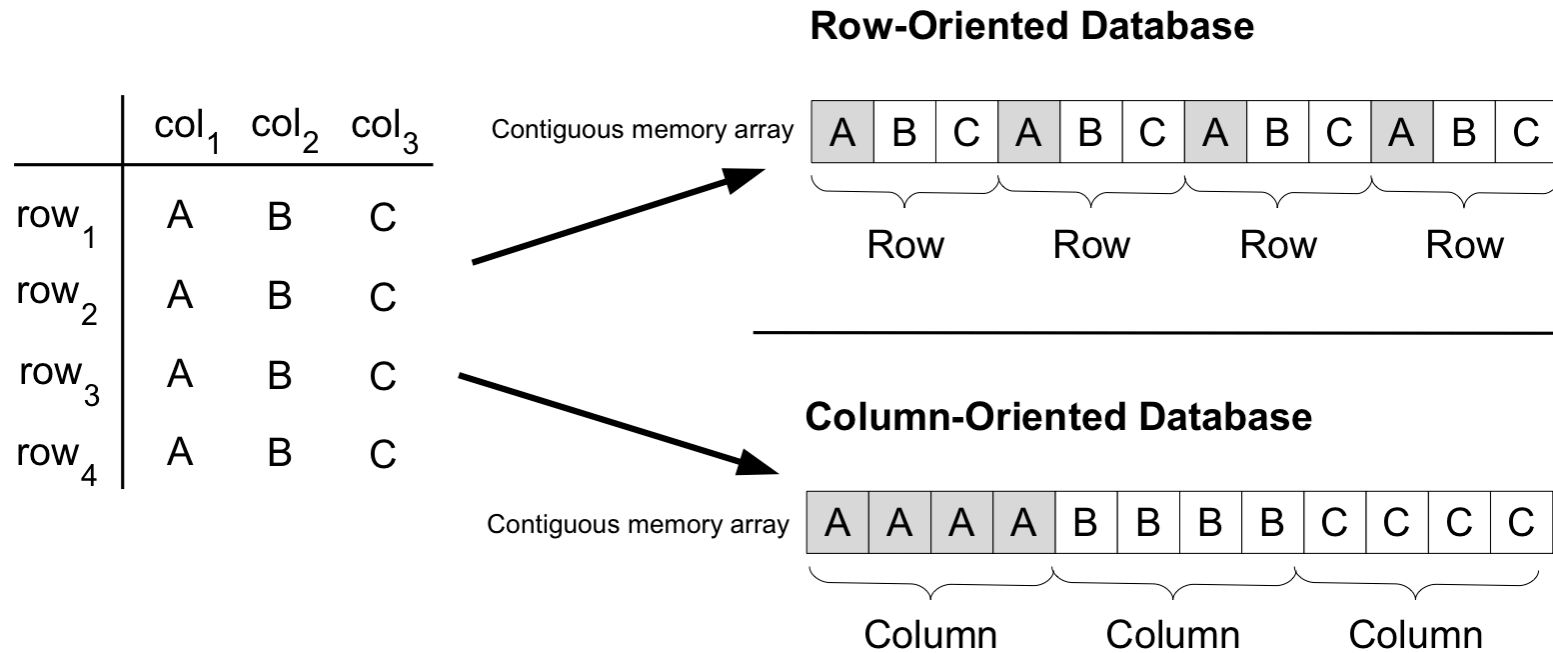 col1 col2 col3
row1 A B C
row2 A B C
row3 A B C
row4 A B C
Row-Oriented Database
Contiguous memory array A B C A B C A B C A B C
Row Row Row Row
Column-Oriented Database
Contiguous memory array A A A A B B B B C C C C
Column Column Column